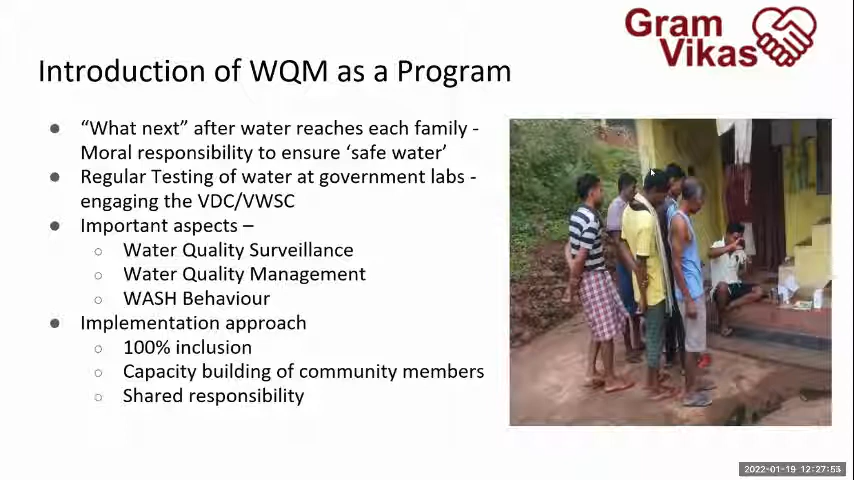 Gram
Vikas
Introduction of WQM as a Program
● “What next” after water reaches each family -
Moral responsibility to ensure ‘safe water’
● Regular Testing of water at government labs -
engaging the VDC/VWSC
● Important aspects –
○ Water Quality Surveillance
○ Water Quality Management
○ WASH Behaviour
● Implementation approach
○ 100% inclusion
○ Capacity building of community members
○ Shared responsibility
2022-01-19 12:27:53